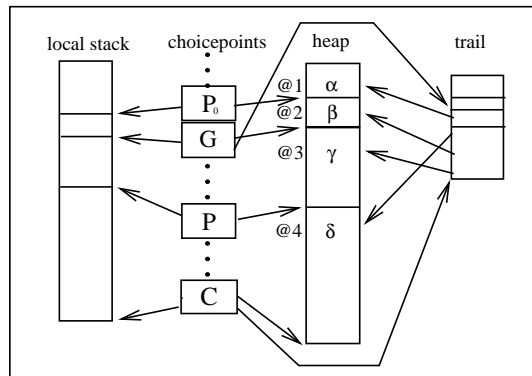 local stack
choicepoints
heap
trail
P₀
G
P
C
@1
@2
@3
@4
α
β
γ
δ